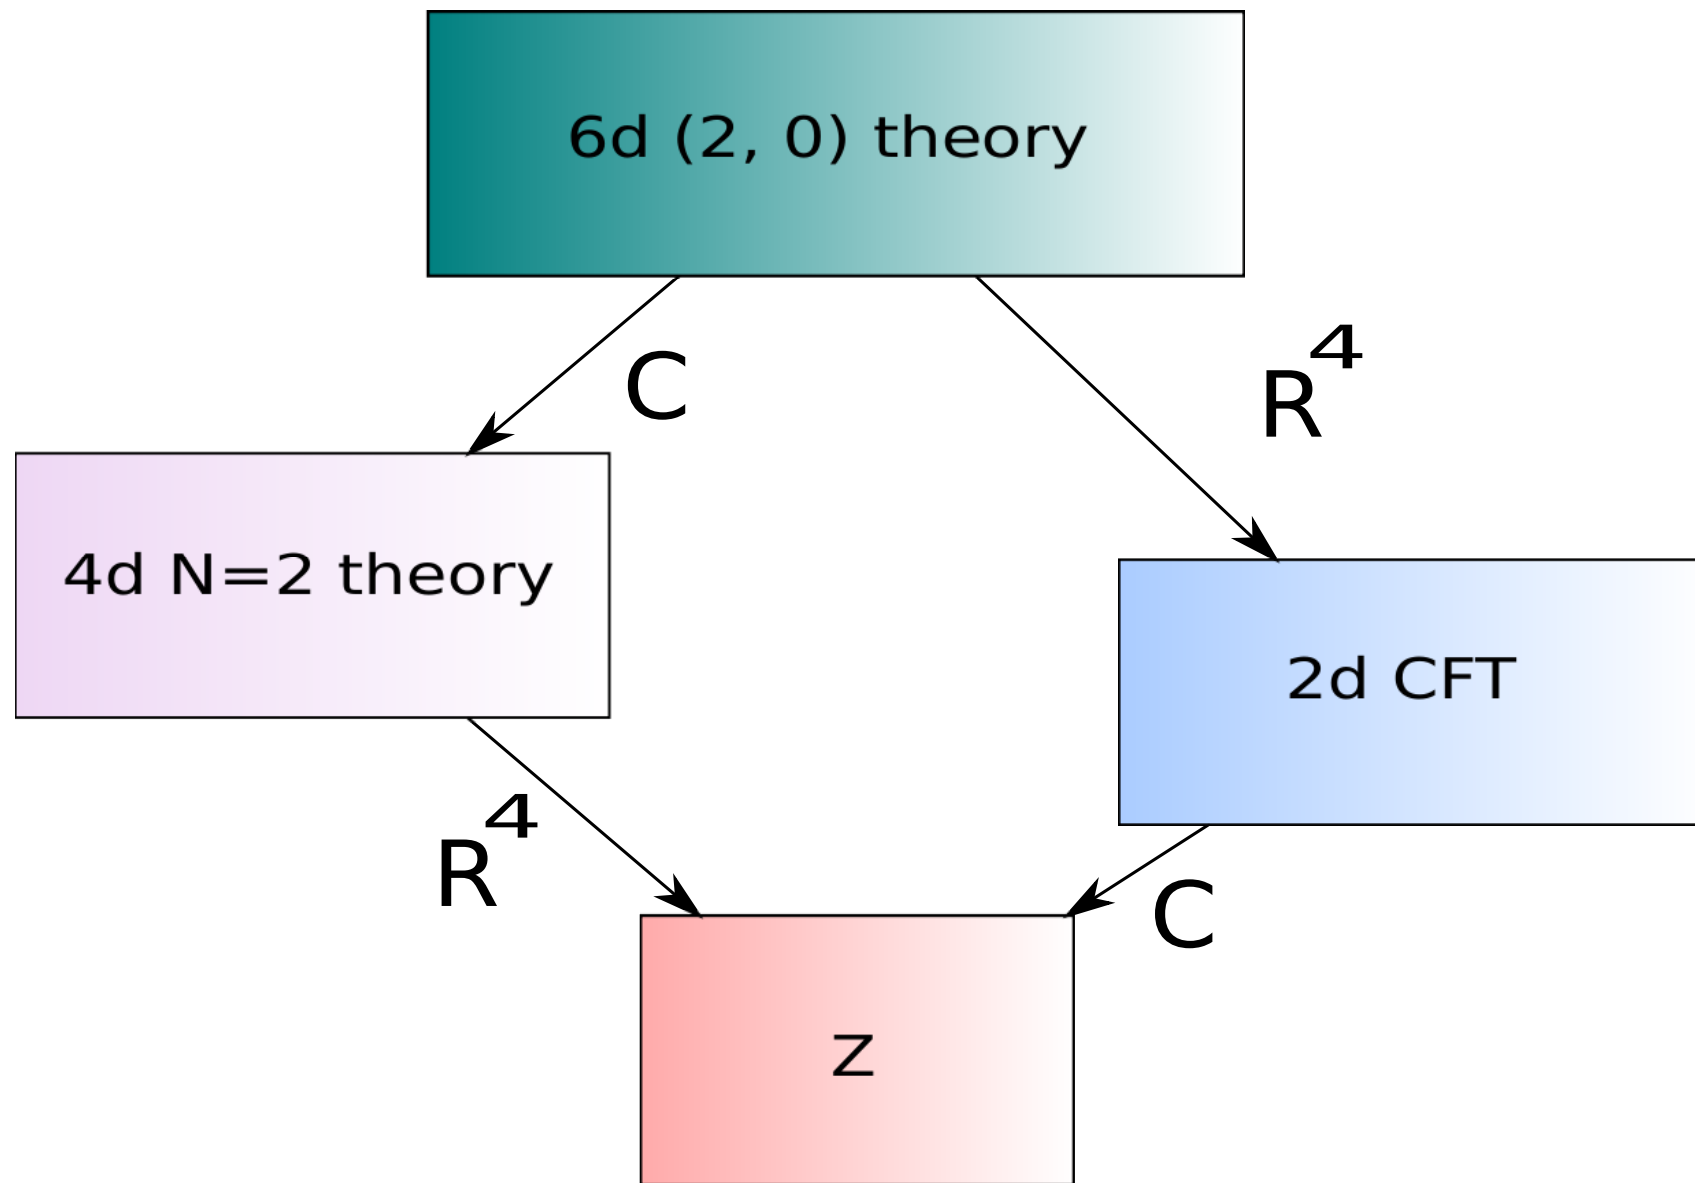 6d (2, 0) theory
C
R⁴
4d N=2 theory
2d CFT
R⁴
C
Z